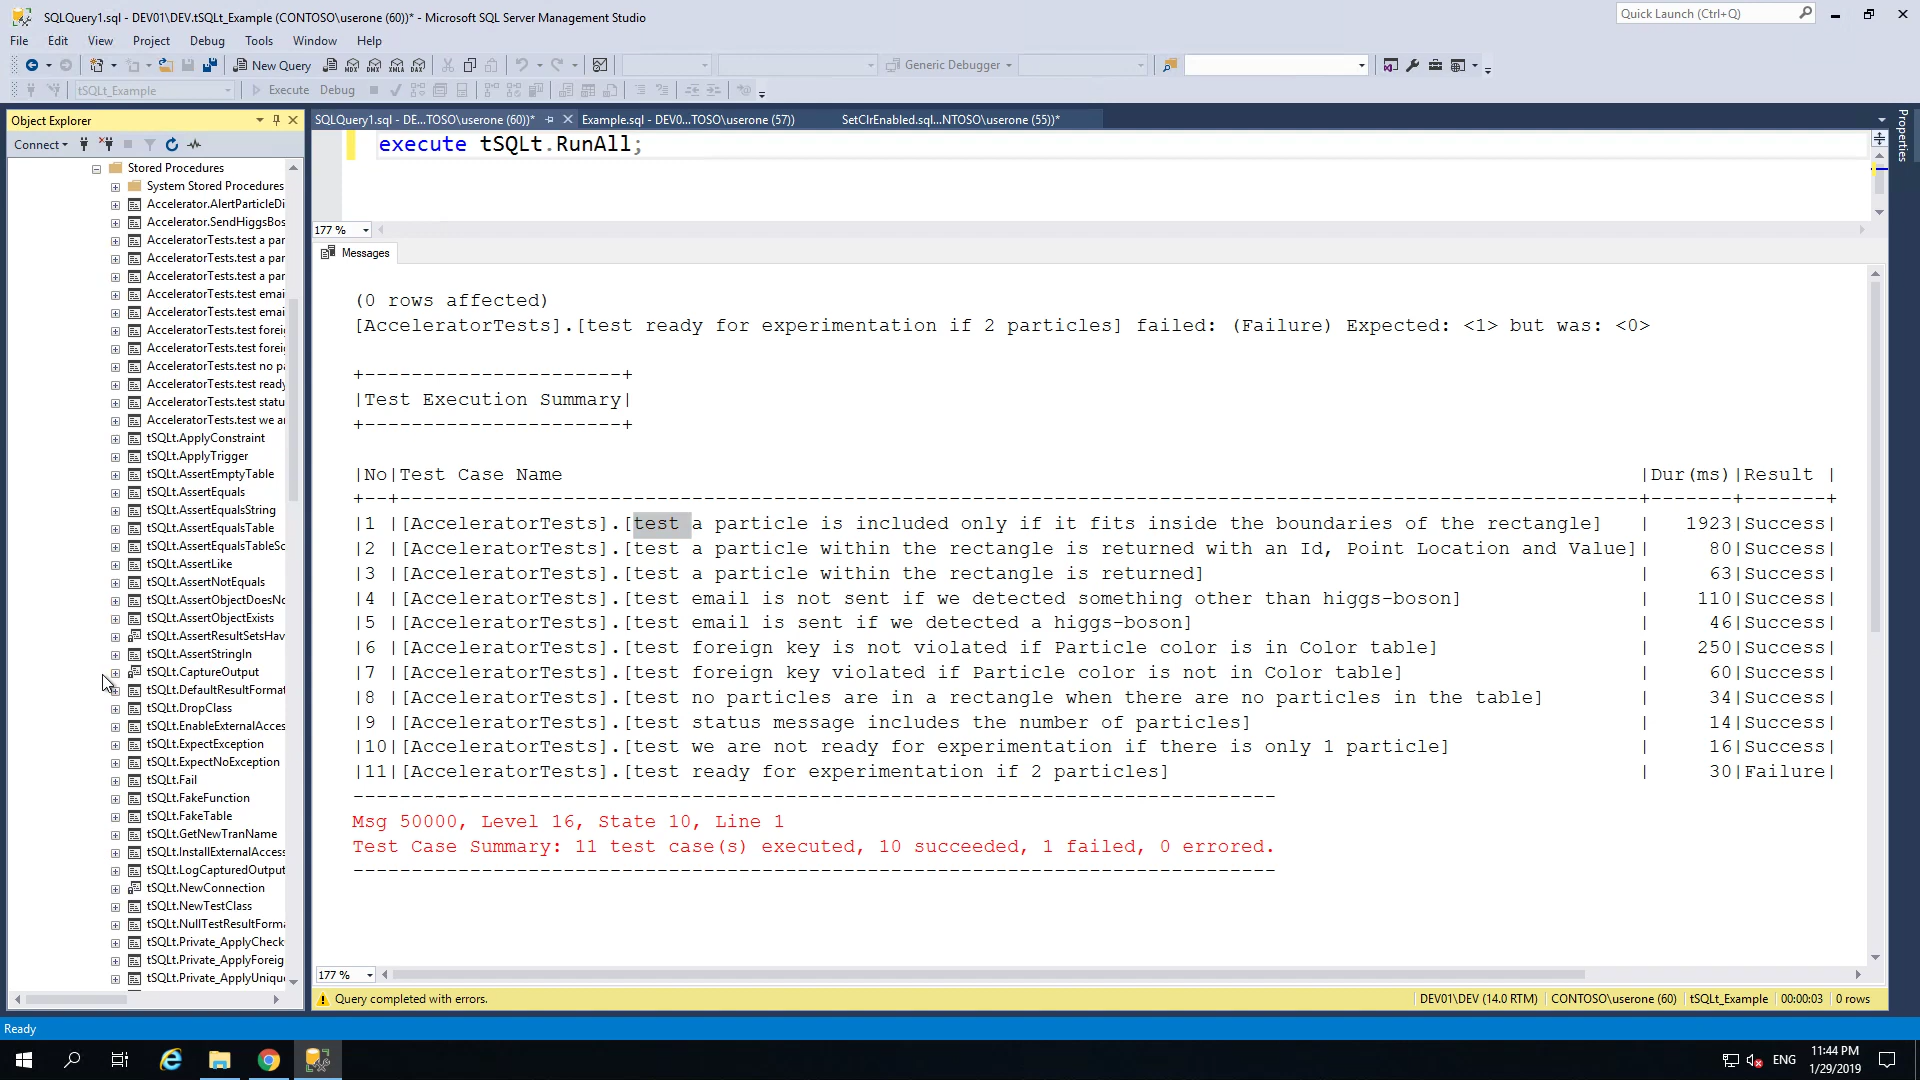 SQLQuery1.sql - DEV01\DEV.tSQLt_Example (CONTOSO\userone (60))* - Microsoft SQL Server Management Studio
Quick Launch (Ctrl+Q)
File Edit View Project Debug Tools Window Help
New Query
MDX DMX XMLA DAX
Generic Debugger
tSQLt_Example
Execute Debug
Object Explorer
SQLQuery1.sql - DE...TOSO\userone (60))*
Example.sql - DEV0...TOSO\userone (57))
SetClrEnabled.sql...NTOSO\userone (55))*
Properties
Connect
execute tSQLt.RunAll;
177 %
Messages
Stored Procedures
System Stored Procedures
Accelerator.AlertParticleDi
Accelerator.SendHiggsBos
AcceleratorTests.test a par
AcceleratorTests.test a par
AcceleratorTests.test a par
AcceleratorTests.test emai
AcceleratorTests.test emai
AcceleratorTests.test forei
AcceleratorTests.test forei
AcceleratorTests.test no pa
AcceleratorTests.test ready
AcceleratorTests.test statu
AcceleratorTests.test we ar
tSQLt.ApplyConstraint
tSQLt.ApplyTrigger
tSQLt.AssertEmptyTable
tSQLt.AssertEquals
tSQLt.AssertEqualsString
tSQLt.AssertEqualsTable
tSQLt.AssertEqualsTableSc
tSQLt.AssertLike
tSQLt.AssertNotEquals
tSQLt.AssertObjectDoesNo
tSQLt.AssertObjectExists
tSQLt.AssertResultSetsHav
tSQLt.AssertStringIn
tSQLt.CaptureOutput
tSQLt.DefaultResultFormat
tSQLt.DropClass
tSQLt.EnableExternalAcces
tSQLt.ExpectException
tSQLt.ExpectNoException
tSQLt.Fail
tSQLt.FakeFunction
tSQLt.FakeTable
tSQLt.GetNewTranName
tSQLt.InstallExternalAccess
tSQLt.LogCapturedOutput
tSQLt.NewConnection
tSQLt.NewTestClass
tSQLt.NullTestResultForma
tSQLt.Private_ApplyCheck
tSQLt.Private_ApplyForeig
tSQLt.Private_ApplyUnique
(0 rows affected)
[AcceleratorTests].[test ready for experimentation if 2 particles] failed: (Failure) Expected: <1> but was: <0>
+----------------------+
|Test Execution Summary|
+----------------------+
|No|Test Case Name |Dur(ms)|Result |
+--+----------------------------------------------------------------------------------------------------------+-------+-------+
|1 |[AcceleratorTests].[test a particle is included only if it fits inside the boundaries of the rectangle] | 1923|Success|
|2 |[AcceleratorTests].[test a particle within the rectangle is returned with an Id, Point Location and Value]| 80|Success|
|3 |[AcceleratorTests].[test a particle within the rectangle is returned] | 63|Success|
|4 |[AcceleratorTests].[test email is not sent if we detected something other than higgs-boson] | 110|Success|
|5 |[AcceleratorTests].[test email is sent if we detected a higgs-boson] | 46|Success|
|6 |[AcceleratorTests].[test foreign key is not violated if Particle color is in Color table] | 250|Success|
|7 |[AcceleratorTests].[test foreign key violated if Particle color is not in Color table] | 60|Success|
|8 |[AcceleratorTests].[test no particles are in a rectangle when there are no particles in the table] | 34|Success|
|9 |[AcceleratorTests].[test status message includes the number of particles] | 14|Success|
|10|[AcceleratorTests].[test we are not ready for experimentation if there is only 1 particle] | 16|Success|
|11|[AcceleratorTests].[test ready for experimentation if 2 particles] | 30|Failure|
-------------------------------------------------------------------------------
Msg 50000, Level 16, State 10, Line 1
Test Case Summary: 11 test case(s) executed, 10 succeeded, 1 failed, 0 errored.
-------------------------------------------------------------------------------
177 %
Query completed with errors.
DEV01\DEV (14.0 RTM) CONTOSO\userone (60) tSQLt_Example 00:00:03 0 rows
Ready
ENG
11:44 PM
1/29/2019